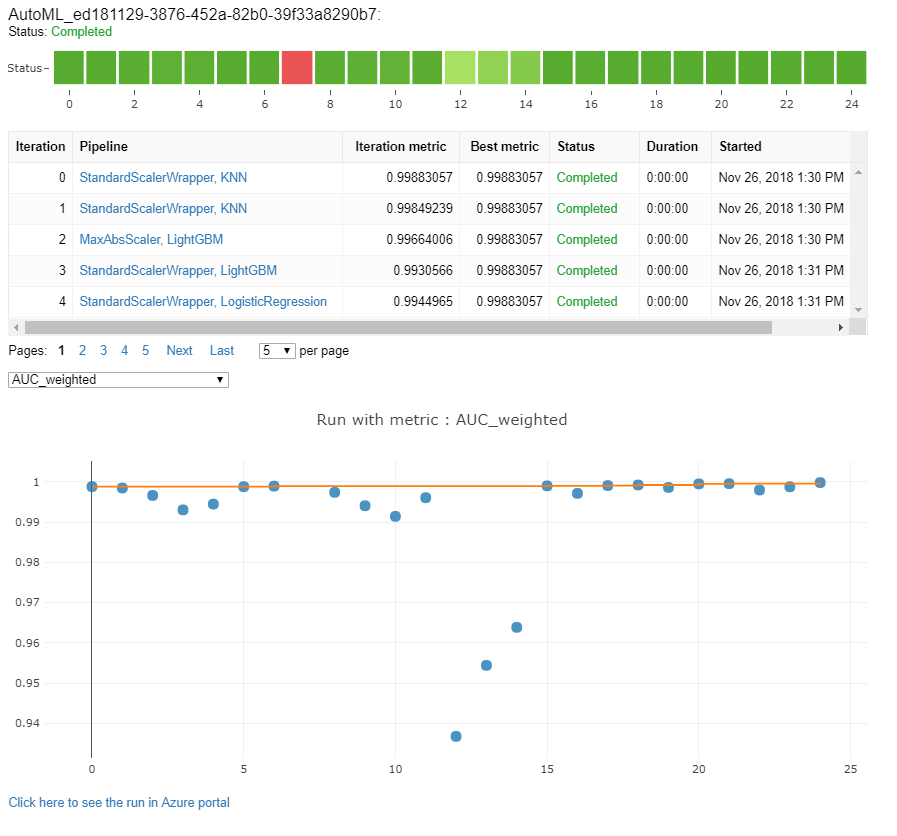 AutoML_ed181129-3876-452a-82b0-39f33a8290b7:
Status: Completed
Status
0 2 4 6 8 10 12 14 16 18 20 22 24
Iteration Pipeline Iteration metric Best metric Status Duration Started
0 StandardScalerWrapper, KNN 0.99883057 0.99883057 Completed 0:00:00 Nov 26, 2018 1:30 PM
1 StandardScalerWrapper, KNN 0.99849239 0.99883057 Completed 0:00:00 Nov 26, 2018 1:30 PM
2 MaxAbsScaler, LightGBM 0.99664006 0.99883057 Completed 0:00:00 Nov 26, 2018 1:30 PM
3 StandardScalerWrapper, LightGBM 0.9930566 0.99883057 Completed 0:00:00 Nov 26, 2018 1:31 PM
4 StandardScalerWrapper, LogisticRegression 0.9944965 0.99883057 Completed 0:00:00 Nov 26, 2018 1:31 PM
Pages: 1 2 3 4 5 Next Last 5 per page
AUC_weighted
Run with metric : AUC_weighted
1
0.99
0.98
0.97
0.96
0.95
0.94
0 5 10 15 20 25
Click here to see the run in Azure portal